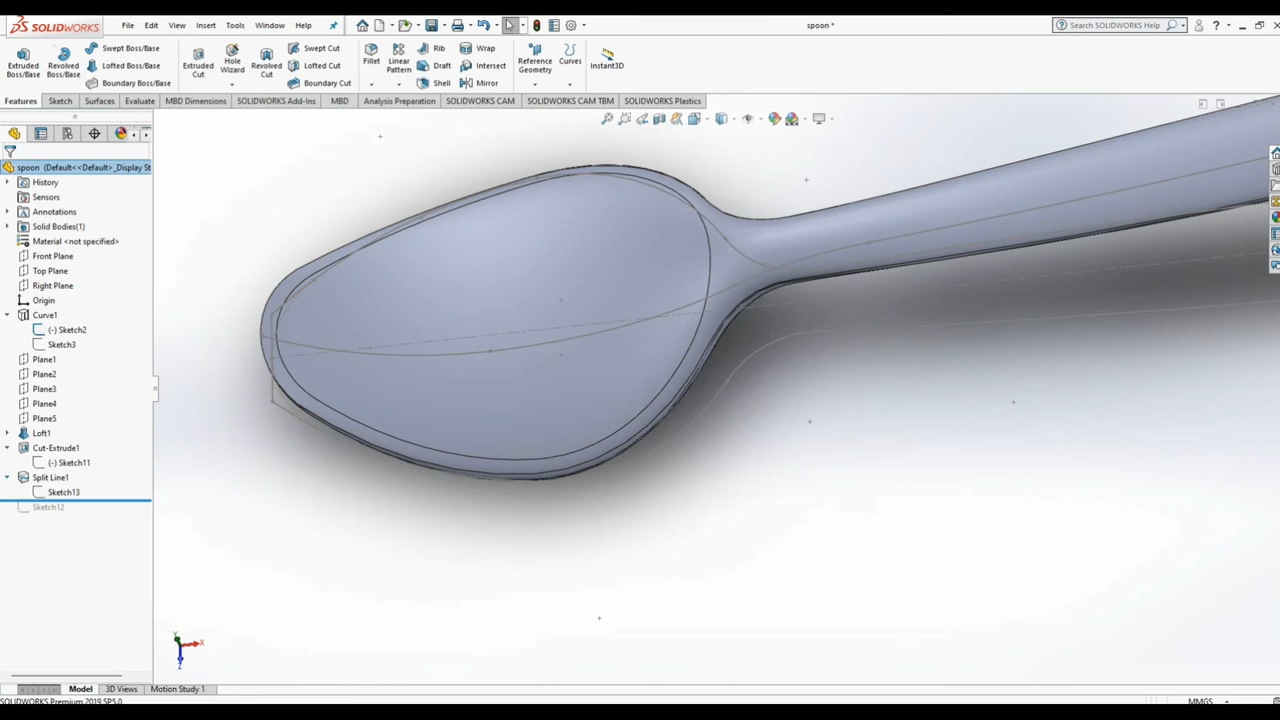 SOLIDWORKS File Edit View Insert Tools Window Help spoon * Search SOLIDWORKS Help ?
Extruded Boss/Base Revolved Boss/Base Swept Boss/Base Lofted Boss/Base Boundary Boss/Base Extruded Cut Hole Wizard Revolved Cut Swept Cut Lofted Cut Boundary Cut Fillet Linear Pattern Rib Draft Shell Wrap Intersect Mirror Reference Geometry Curves Instant3D
Features Sketch Surfaces Evaluate MBD Dimensions SOLIDWORKS Add-Ins MBD Analysis Preparation SOLIDWORKS CAM SOLIDWORKS CAM TBM SOLIDWORKS Plastics
spoon (Default<<Default>_Display St
History
Sensors
Annotations
Solid Bodies(1)
Material <not specified>
Front Plane
Top Plane
Right Plane
Origin
Curve1
(-) Sketch2
Sketch3
Plane1
Plane2
Plane3
Plane4
Plane5
Loft1
Cut-Extrude1
(-) Sketch11
Split Line1
Sketch13
Sketch12
Y X Z
Model 3D Views Motion Study 1
SOLIDWORKS Premium 2019 SP5.0 MMGS